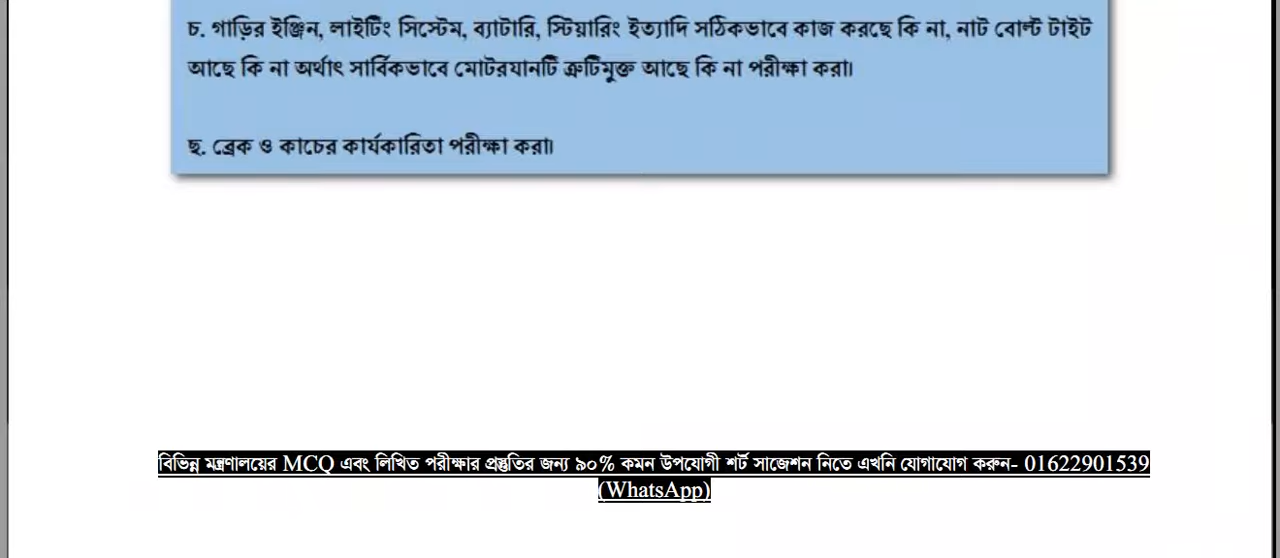 চ. গাড়ির ইঞ্জিন, লাইটিং সিস্টেম, ব্যাটারি, স্টিয়ারিং ইত্যাদি সঠিকভাবে কাজ করছে কি না, নাট বোল্ট টাইট
আছে কি না অর্থাৎ সার্বিকভাবে মোটরযানটি ত্রুটিমুক্ত আছে কি না পরীক্ষা করা।
ছ. ব্রেক ও কাচের কার্যকারিতা পরীক্ষা করা।
বিভিন্ন মন্ত্রণালয়ের MCQ এবং লিখিত পরীক্ষার প্রস্তুতির জন্য ৯০% কমন উপযোগী শর্ট সাজেশন নিতে এখনি যোগাযোগ করুন- 01622901539
(WhatsApp)